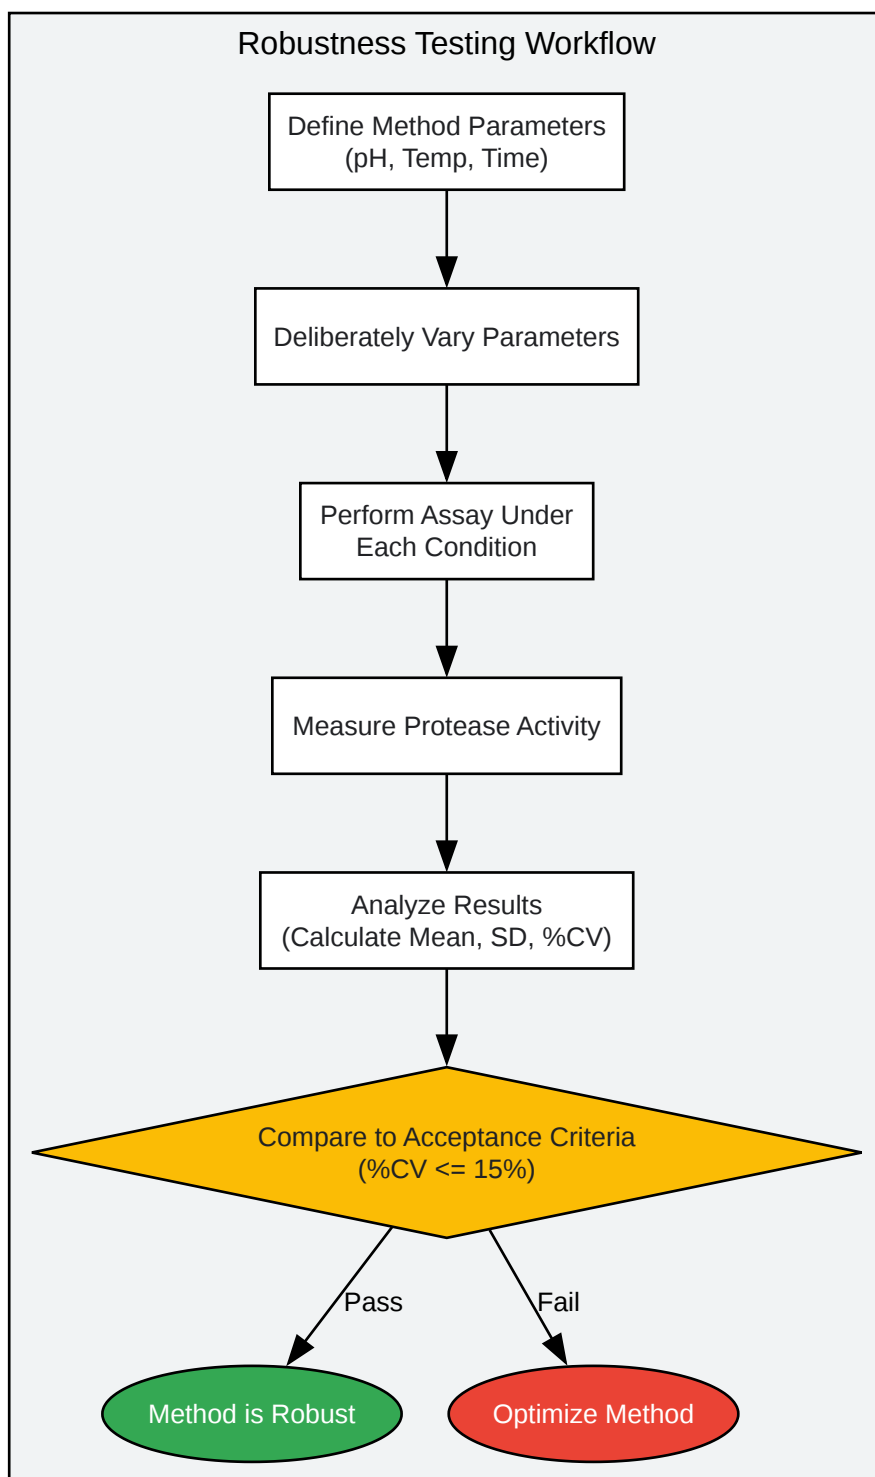 Robustness Testing Workflow
Define Method Parameters
(pH, Temp, Time)
Deliberately Vary Parameters
Perform Assay Under
Each Condition
Measure Protease Activity
Analyze Results
(Calculate Mean, SD, %CV)
Compare to Acceptance Criteria
(%CV <= 15%)
Pass
Fail
Method is Robust
Optimize Method